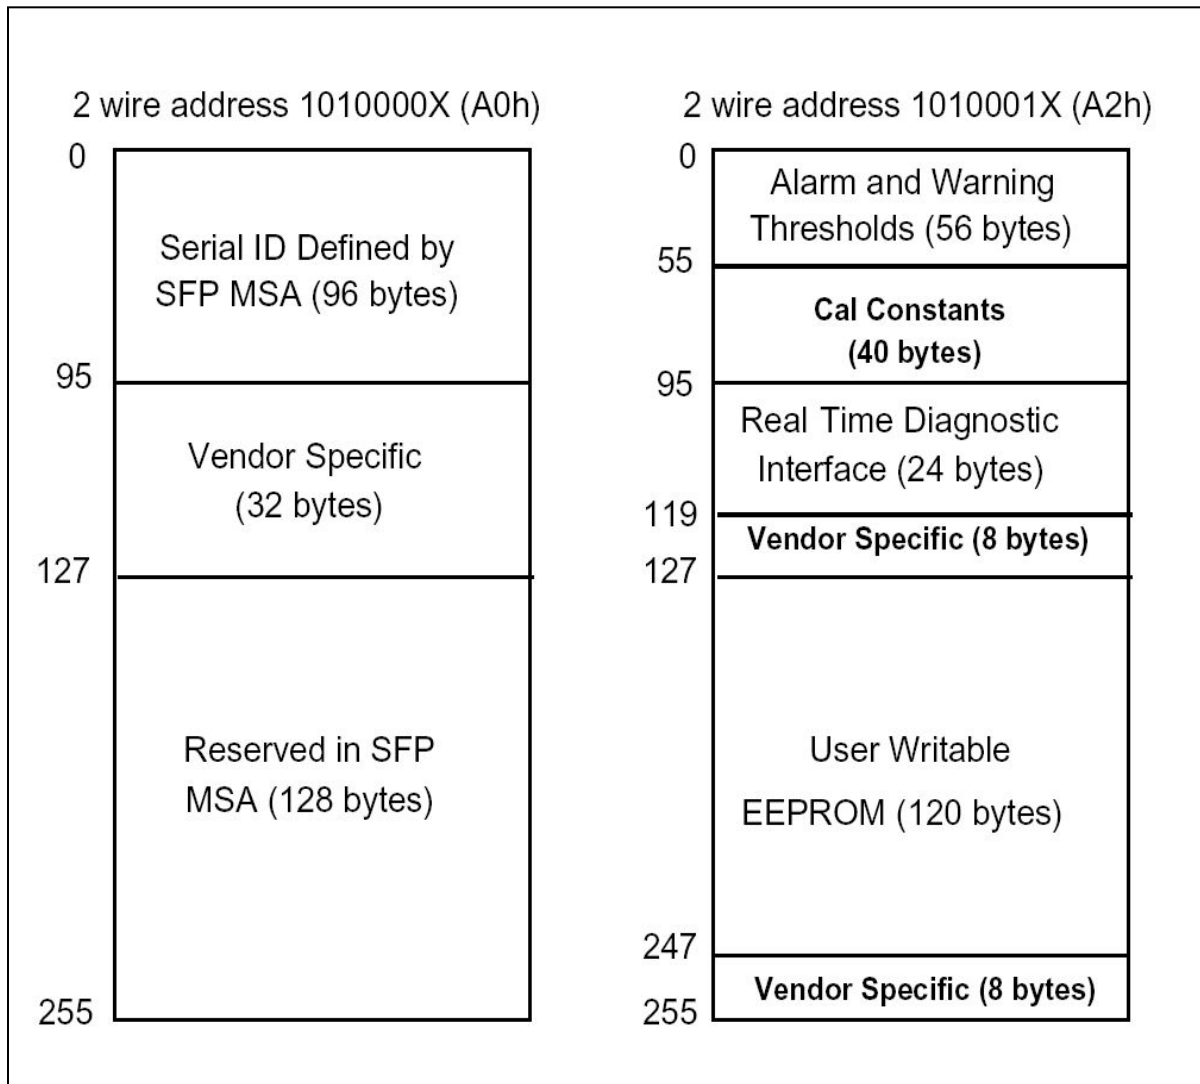 2 wire address 1010000X (A0h)
0
Serial ID Defined by
SFP MSA (96 bytes)
95
Vendor Specific
(32 bytes)
127
Reserved in SFP
MSA (128 bytes)
255
2 wire address 1010001X (A2h)
0
Alarm and Warning
Thresholds (56 bytes)
55
Cal Constants
(40 bytes)
95
Real Time Diagnostic
Interface (24 bytes)
119
Vendor Specific (8 bytes)
127
User Writable
EEPROM (120 bytes)
247
Vendor Specific (8 bytes)
255